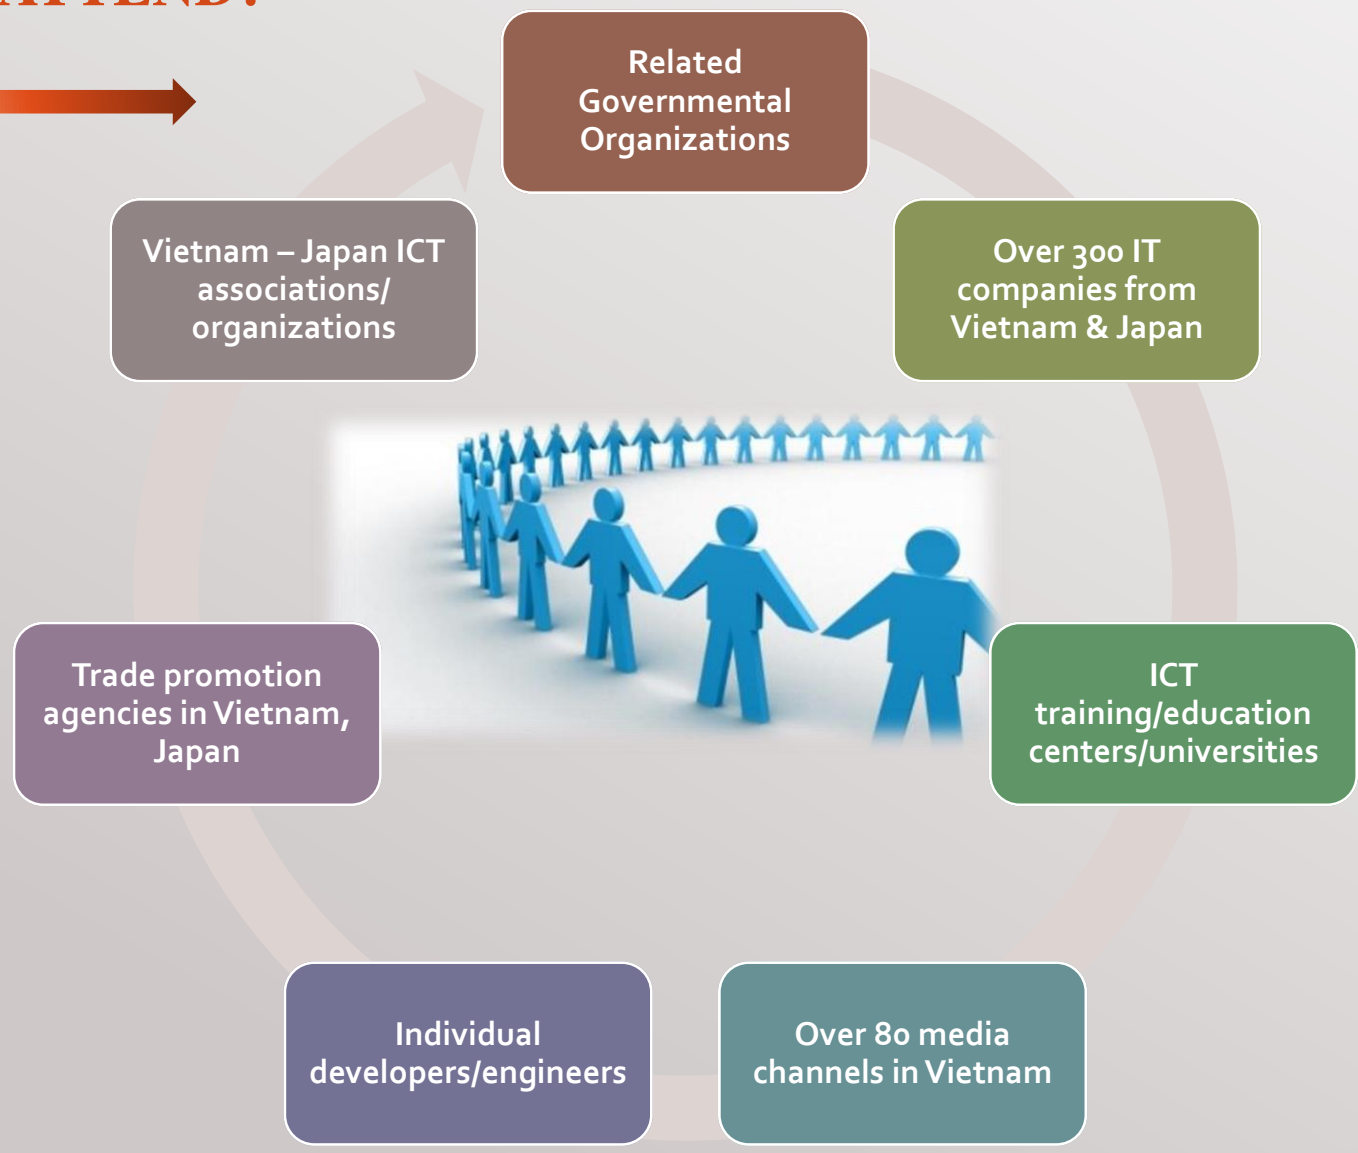 ATTEND?
Related
Governmental
Organizations
Over 300 IT
companies from
Vietnam & Japan
ICT
training/education
centers/universities
Over 80 media
channels in Vietnam
Individual
developers/engineers
Trade promotion
agencies in Vietnam,
Japan
Vietnam – Japan ICT
associations/
organizations